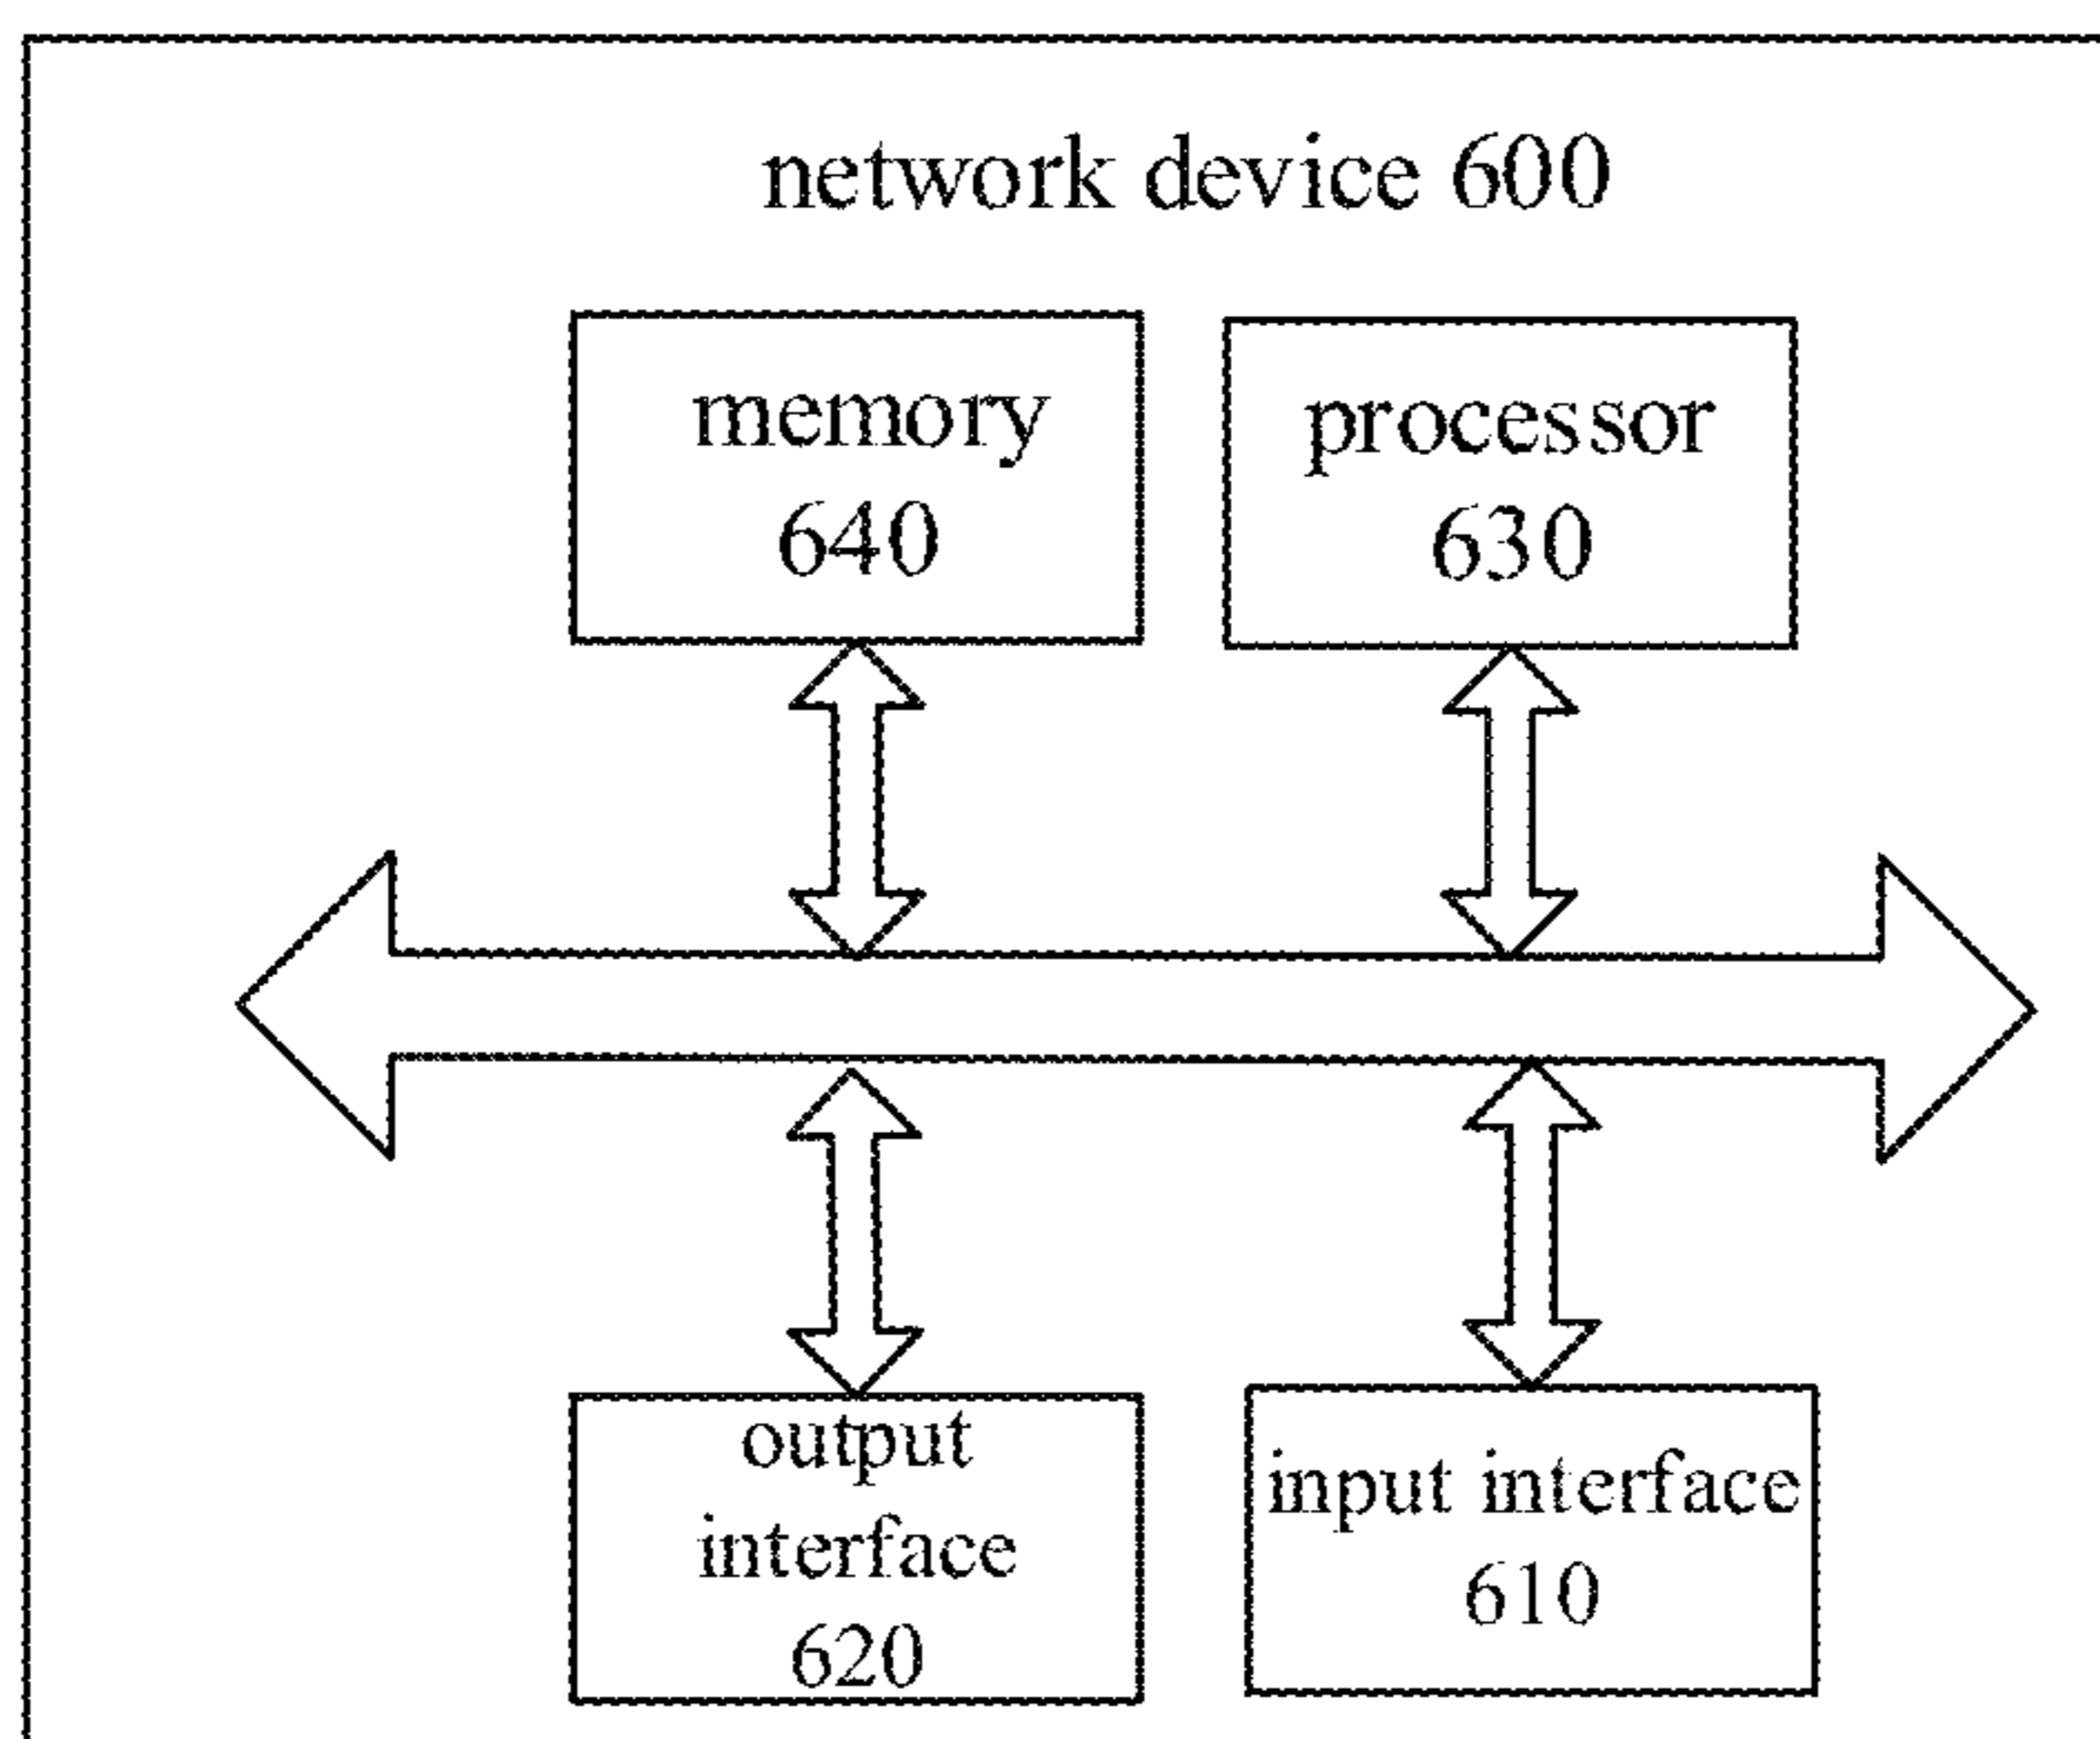 network device 600
memory
640
processor
630
output
interface
620
input interface
610